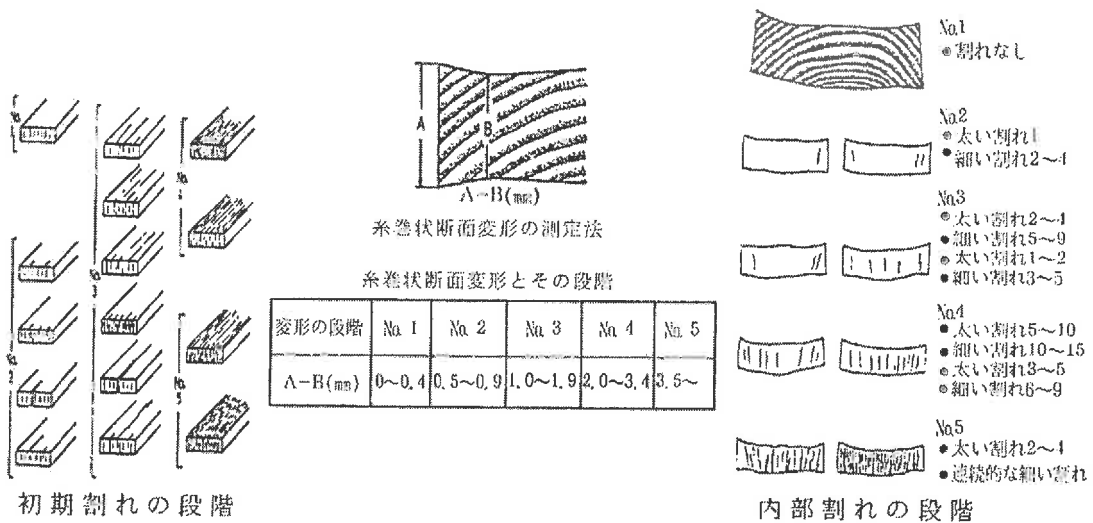 初期割れの段階
A
B
A-B(mm)
糸巻状断面変形の測定法
糸巻状断面変形とその段階
変形の段階 No.1 No.2 No.3 No.4 No.5
A-B(mm) 0〜0.4 0.5〜0.9 1.0〜1.9 2.0〜3.4 3.5〜
No.1
割れなし
No.2
太い割れ1
細い割れ2〜4
No.3
太い割れ2〜4
細い割れ5〜9
太い割れ1〜2
細い割れ3〜5
No.4
太い割れ5〜10
細い割れ10〜15
太い割れ3〜5
細い割れ6〜9
No.5
太い割れ2〜4
連続的な細い割れ
内部割れの段階